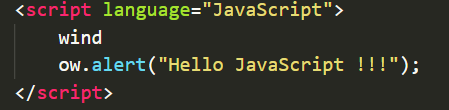 <script language="JavaScript">
wind
ow.alert("Hello JavaScript !!!");
</script>